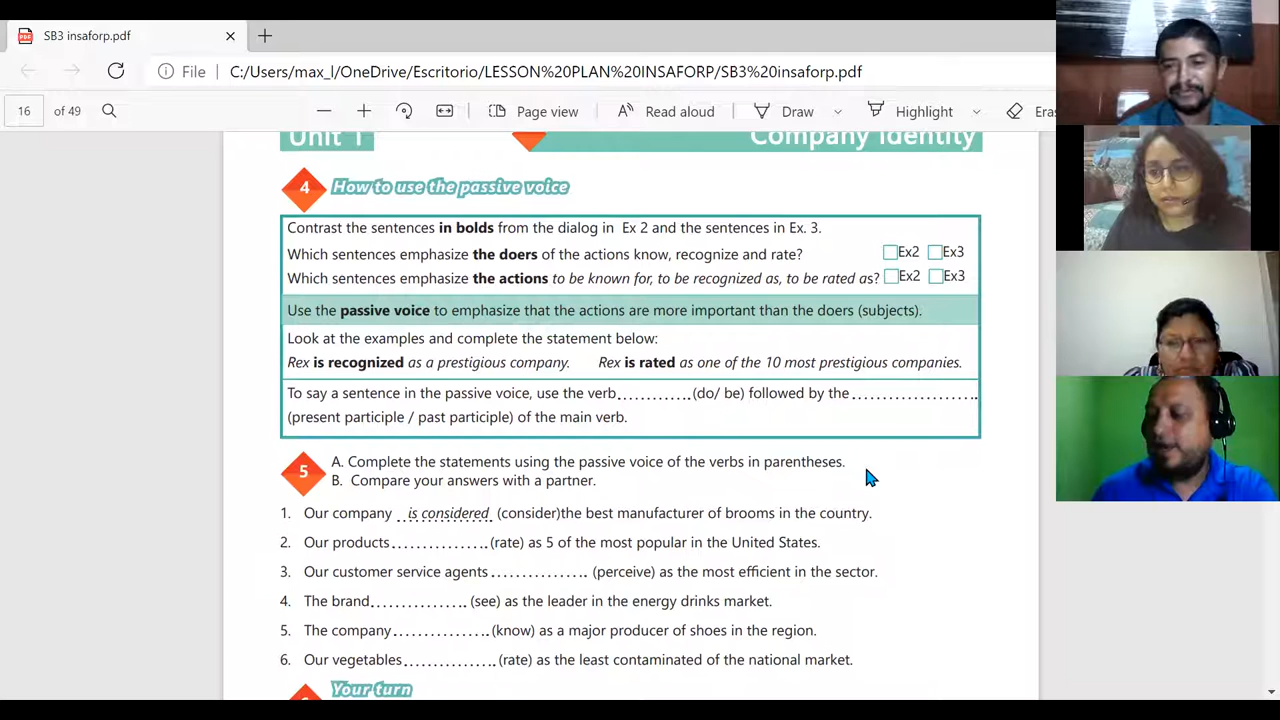 SB3 insaforp.pdf
File C:/Users/max_l/OneDrive/Escritorio/LESSON%20PLAN%20INSAFORP/SB3%20insaforp.pdf
16 of 49 Page view Read aloud Draw Highlight Eras
Unit 1 Company Identity
4 How to use the passive voice
Contrast the sentences in bolds from the dialog in Ex 2 and the sentences in Ex. 3.
Which sentences emphasize the doers of the actions know, recognize and rate? Ex2 Ex3
Which sentences emphasize the actions to be known for, to be recognized as, to be rated as? Ex2 Ex3
Use the passive voice to emphasize that the actions are more important than the doers (subjects).
Look at the examples and complete the statement below:
Rex is recognized as a prestigious company. Rex is rated as one of the 10 most prestigious companies.
To say a sentence in the passive voice, use the verb............(do/ be) followed by the.....................
(present participle / past participle) of the main verb.
5 A. Complete the statements using the passive voice of the verbs in parentheses.
B. Compare your answers with a partner.
1. Our company is considered (consider)the best manufacturer of brooms in the country.
2. Our products............... (rate) as 5 of the most popular in the United States.
3. Our customer service agents............... (perceive) as the most efficient in the sector.
4. The brand............... (see) as the leader in the energy drinks market.
5. The company............... (know) as a major producer of shoes in the region.
6. Our vegetables............... (rate) as the least contaminated of the national market.
Your turn